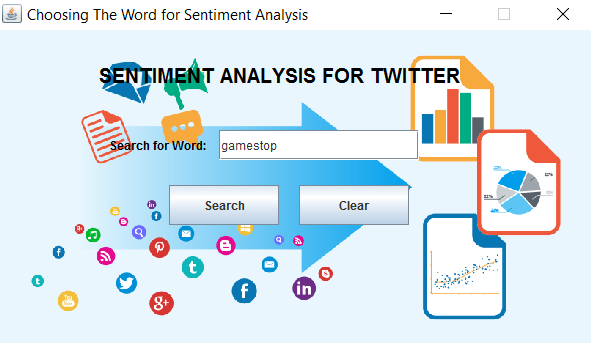 Choosing The Word for Sentiment Analysis
SENTIMENT ANALYSIS FOR TWITTER
Search for Word: gamestop
Search Clear